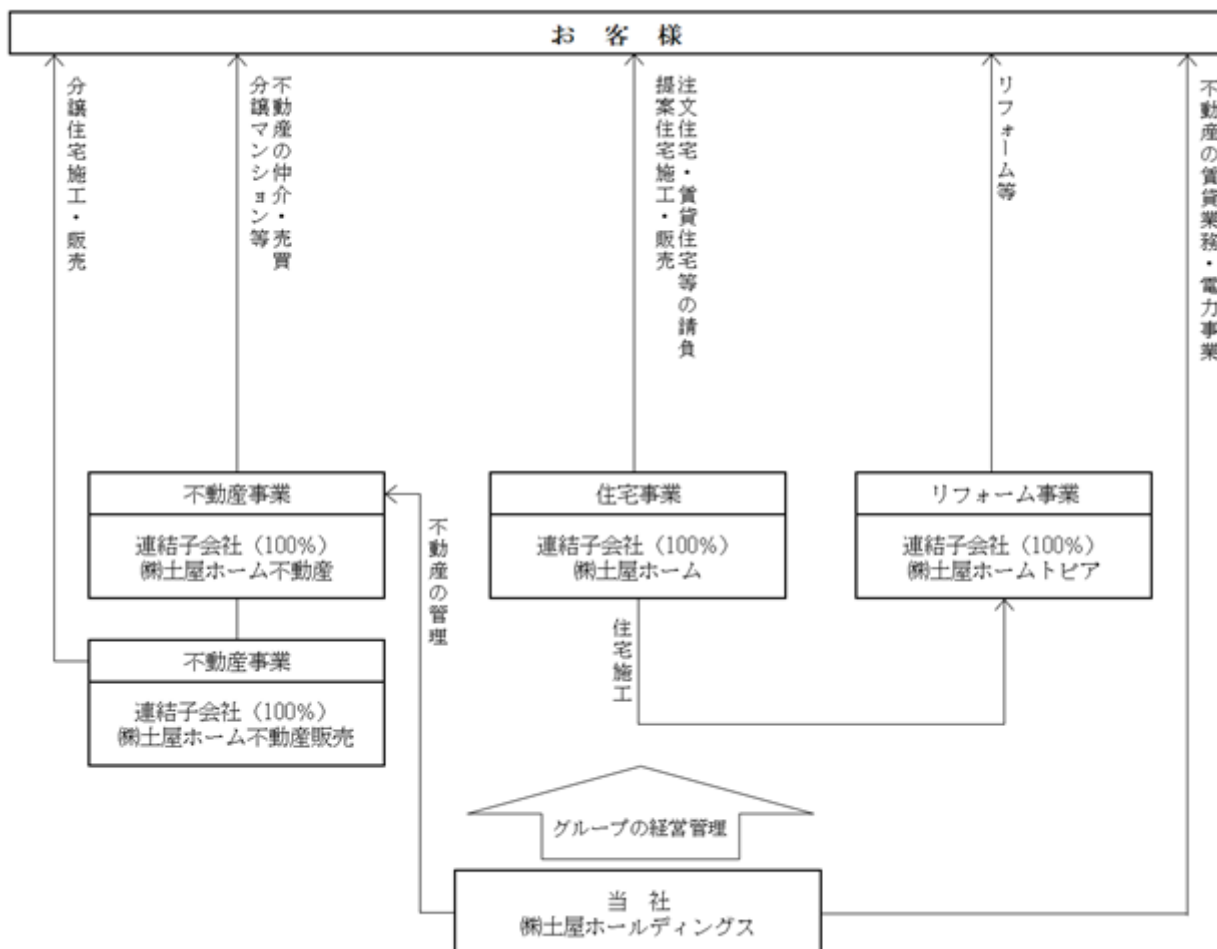 お 客 様
分譲住宅施工・販売
不動産の仲介・売買
分譲マンション等
注文住宅・賃貸住宅等の請負
提案住宅施工・販売
リフォーム等
不動産の賃貸業務・電力事業
不動産事業
連結子会社（100%）
㈱土屋ホーム不動産
不動産の管理
住宅事業
連結子会社（100%）
㈱土屋ホーム
リフォーム事業
連結子会社（100%）
㈱土屋ホームトピア
不動産事業
連結子会社（100%）
㈱土屋ホーム不動産販売
住宅施工
グループの経営管理
当 社
㈱土屋ホールディングス